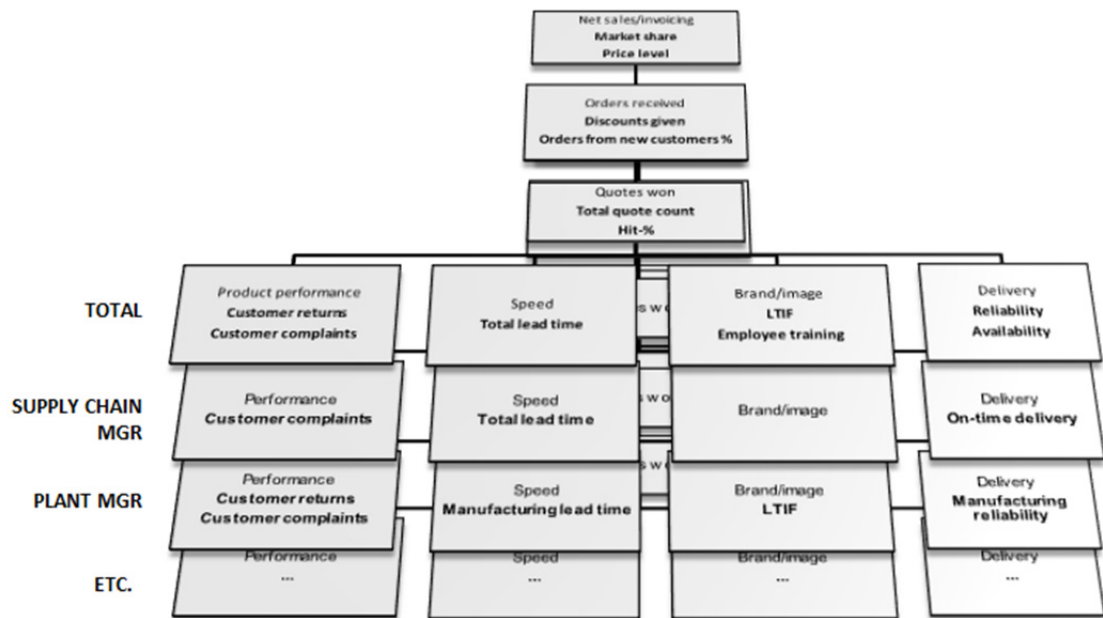 Net sales/invoicing
Market share
Price level
Orders received
Discounts given
Orders from new customers %
Quotes won
Total quote count
Hit-%
TOTAL
Product performance
Customer returns
Customer complaints
Speed
Total lead time
Brand/image
LTIF
Employee training
Delivery
Reliability
Availability
SUPPLY CHAIN
MGR
Performance
Customer complaints
Speed
Total lead time
Brand/image
Delivery
On-time delivery
PLANT MGR
Performance
Customer returns
Customer complaints
Speed
Manufacturing lead time
Brand/image
LTIF
Delivery
Manufacturing
reliability
ETC.
Performance
...
Speed
...
Brand/image
...
Delivery
...